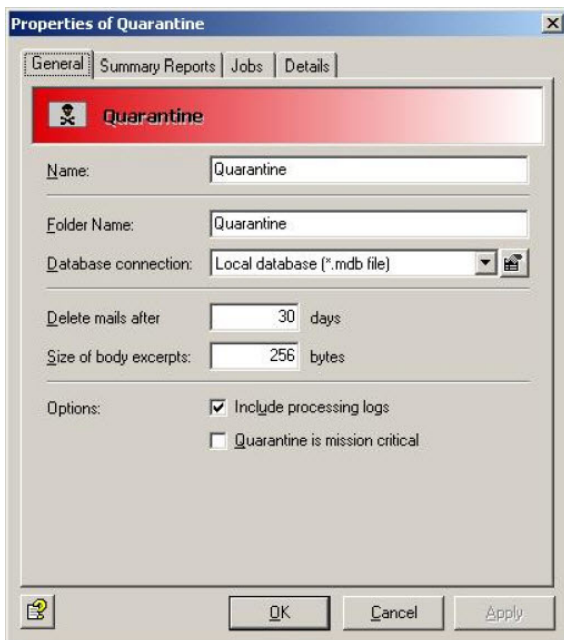 Properties of Quarantine
General Summary Reports Jobs Details
Quarantine
Name: Quarantine
Folder Name: Quarantine
Database connection: Local database (*.mdb file)
Delete mails after 30 days
Size of body excerpts: 256 bytes
Options: Include processing logs
Quarantine is mission critical
OK Cancel Apply